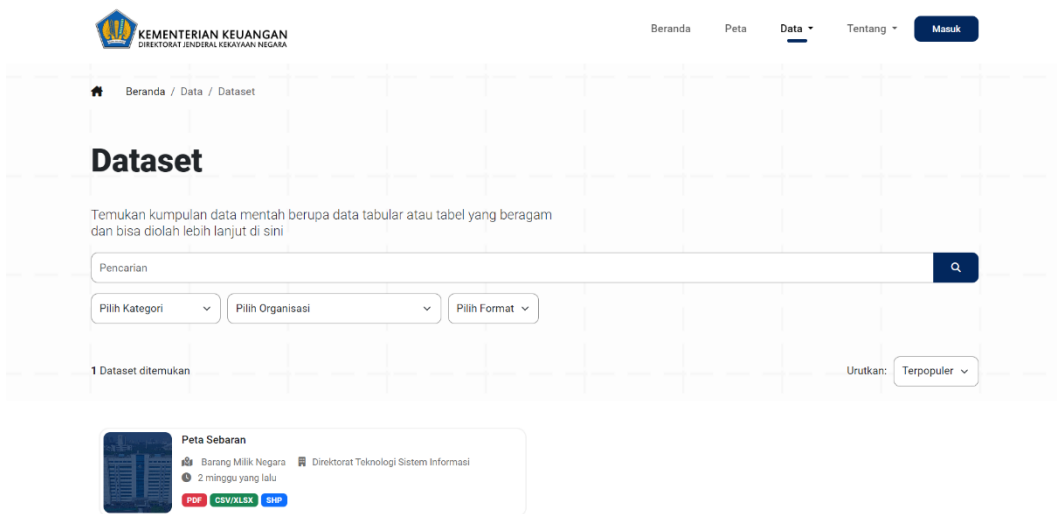 KEMENTERIAN KEUANGAN
DIREKTORAT JENDERAL KEKAYAAN NEGARA
Beranda Peta Data Tentang Masuk
Beranda / Data / Dataset
Dataset
Temukan kumpulan data mentah berupa data tabular atau tabel yang beragam
dan bisa diolah lebih lanjut di sini
Pencarian
Pilih Kategori Pilih Organisasi Pilih Format
1 Dataset ditemukan Urutkan: Terpopuler
Peta Sebaran
Barang Milik Negara Direktorat Teknologi Sistem Informasi
2 minggu yang lalu
PDF CSV/XLSX SHP